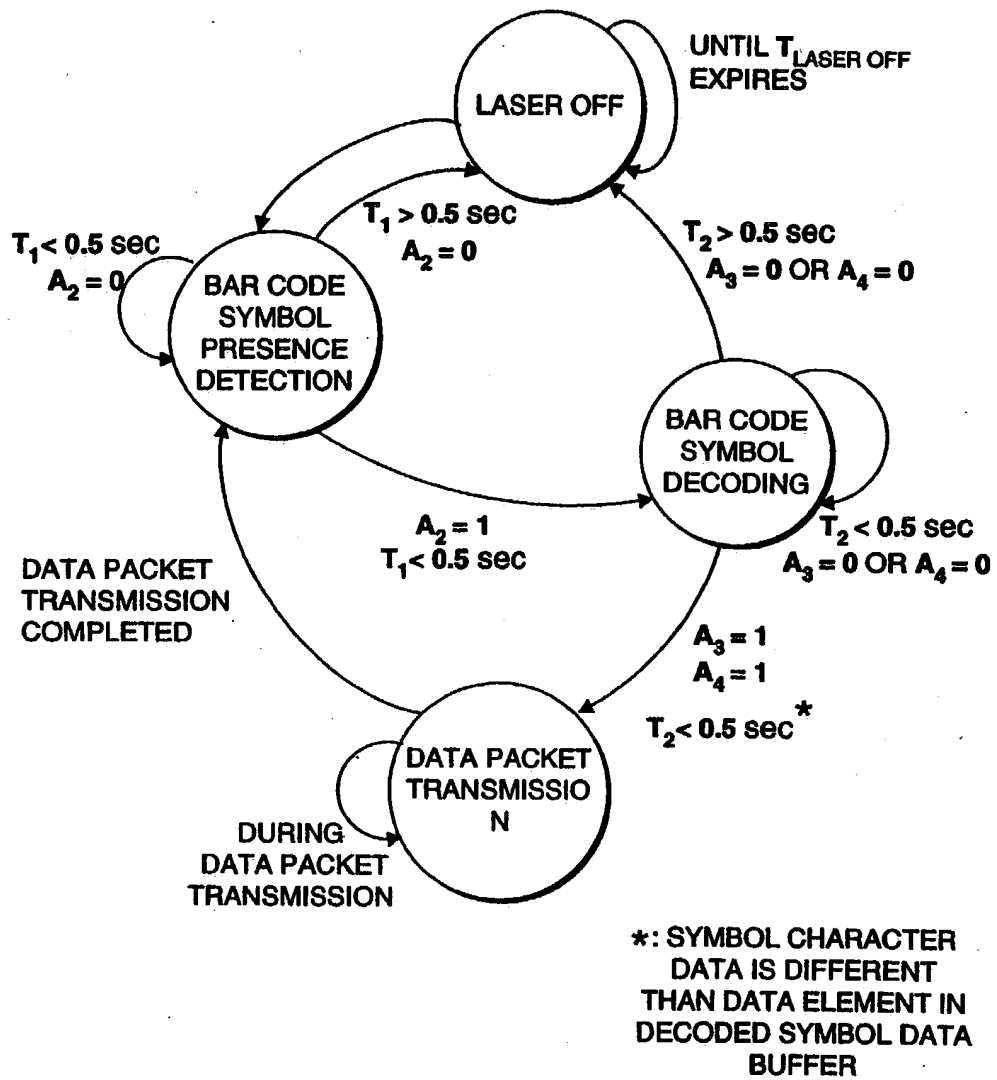 UNTIL T_LASER OFF
EXPIRES
LASER OFF
T₁ > 0.5 sec
A₂ = 0
T₁ < 0.5 sec
A₂ = 0
BAR CODE
SYMBOL
PRESENCE
DETECTION
T₂ > 0.5 sec
A₃ = 0 OR A₄ = 0
BAR CODE
SYMBOL
DECODING
A₂ = 1
T₁ < 0.5 sec
T₂ < 0.5 sec
A₃ = 0 OR A₄ = 0
DATA PACKET
TRANSMISSION
COMPLETED
A₃ = 1
A₄ = 1
T₂ < 0.5 sec*
DATA PACKET
TRANSMISSIO
N
DURING
DATA PACKET
TRANSMISSION
*: SYMBOL CHARACTER
DATA IS DIFFERENT
THAN DATA ELEMENT IN
DECODED SYMBOL DATA
BUFFER